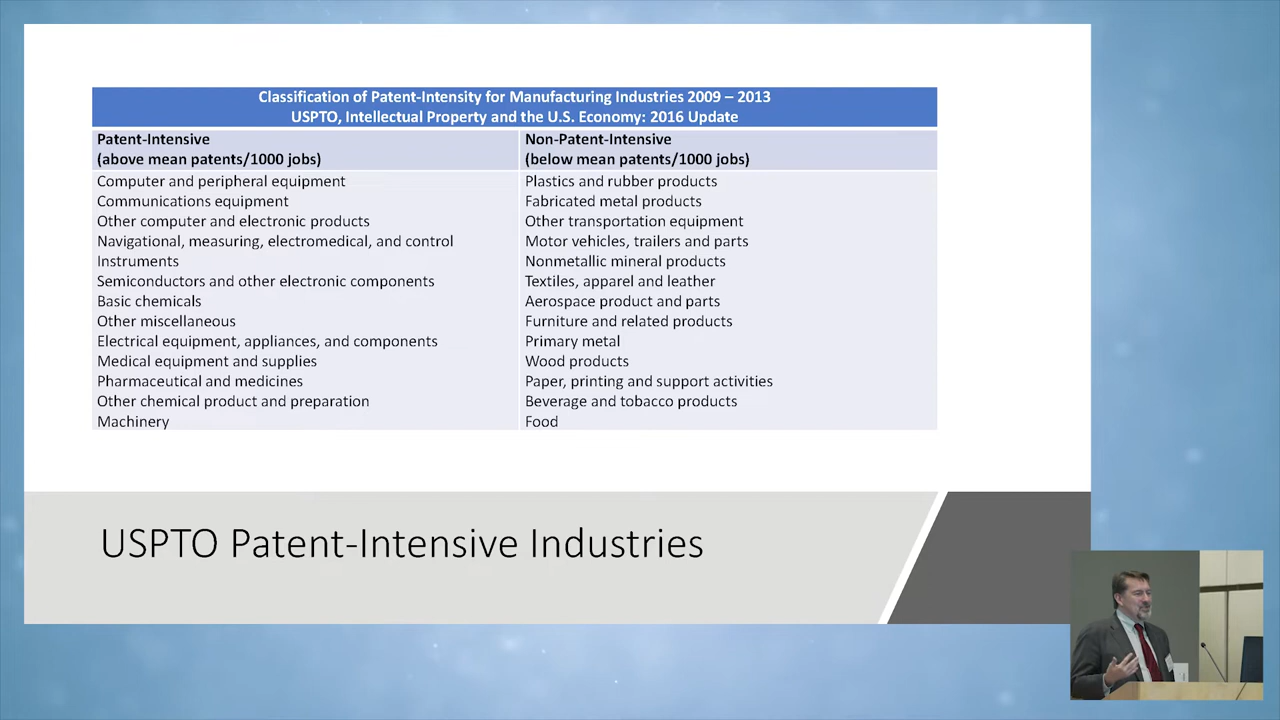 Classification of Patent-Intensity for Manufacturing Industries 2009 – 2013
USPTO, Intellectual Property and the U.S. Economy: 2016 Update
Patent-Intensive
(above mean patents/1000 jobs)
Non-Patent-Intensive
(below mean patents/1000 jobs)
Computer and peripheral equipment
Communications equipment
Other computer and electronic products
Navigational, measuring, electromedical, and control
Instruments
Semiconductors and other electronic components
Basic chemicals
Other miscellaneous
Electrical equipment, appliances, and components
Medical equipment and supplies
Pharmaceutical and medicines
Other chemical product and preparation
Machinery
Plastics and rubber products
Fabricated metal products
Other transportation equipment
Motor vehicles, trailers and parts
Nonmetallic mineral products
Textiles, apparel and leather
Aerospace product and parts
Furniture and related products
Primary metal
Wood products
Paper, printing and support activities
Beverage and tobacco products
Food
USPTO Patent-Intensive Industries